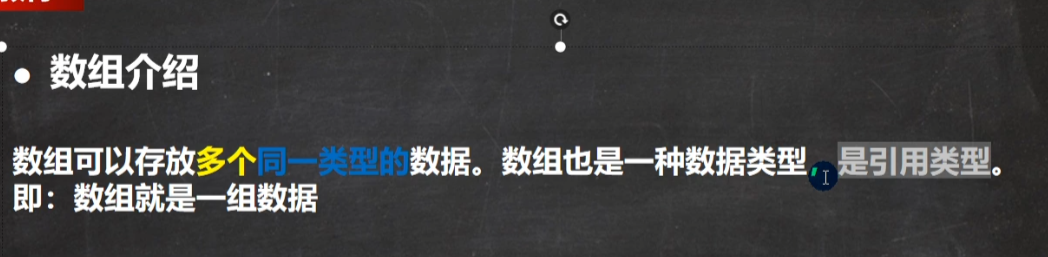 ● 数组介绍
数组可以存放多个同一类型的数据。数组也是一种数据类型，是引用类型。
即：数组就是一组数据